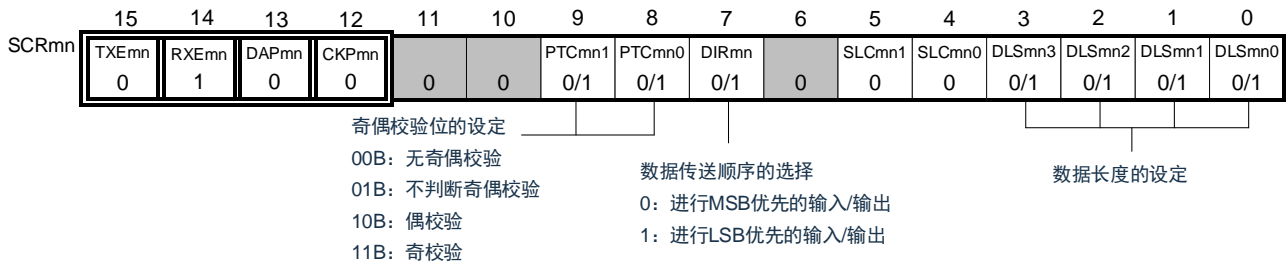 15 14 13 12 11 10 9 8 7 6 5 4 3 2 1 0
SCRmn TXEmn RXEmn DAPmn CKPmn PTCmn1 PTCmn0 DIRmn SLCmn1 SLCmn0 DLSmn3 DLSmn2 DLSmn1 DLSmn0
0 1 0 0 0 0 0/1 0/1 0/1 0 0 0 0/1 0/1 0/1 0/1
奇偶校验位的设定
00B：无奇偶校验
01B：不判断奇偶校验
10B：偶校验
11B：奇校验
数据传送顺序的选择
0：进行MSB优先的输入/输出
1：进行LSB优先的输入/输出
数据长度的设定